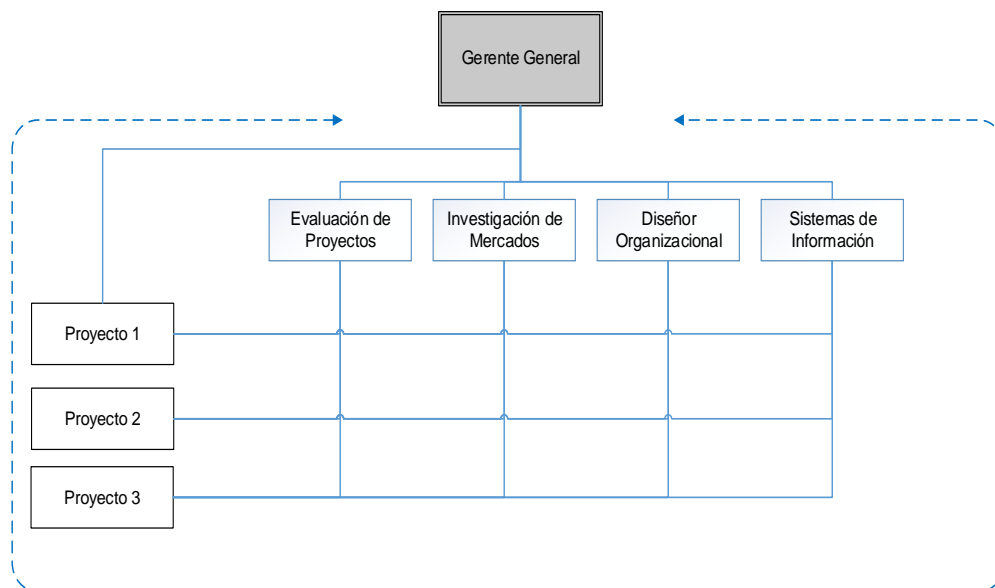 Gerente General
Evaluación de
Proyectos
Investigación de
Mercados
Diseñor
Organizacional
Sistemas de
Información
Proyecto 1
Proyecto 2
Proyecto 3